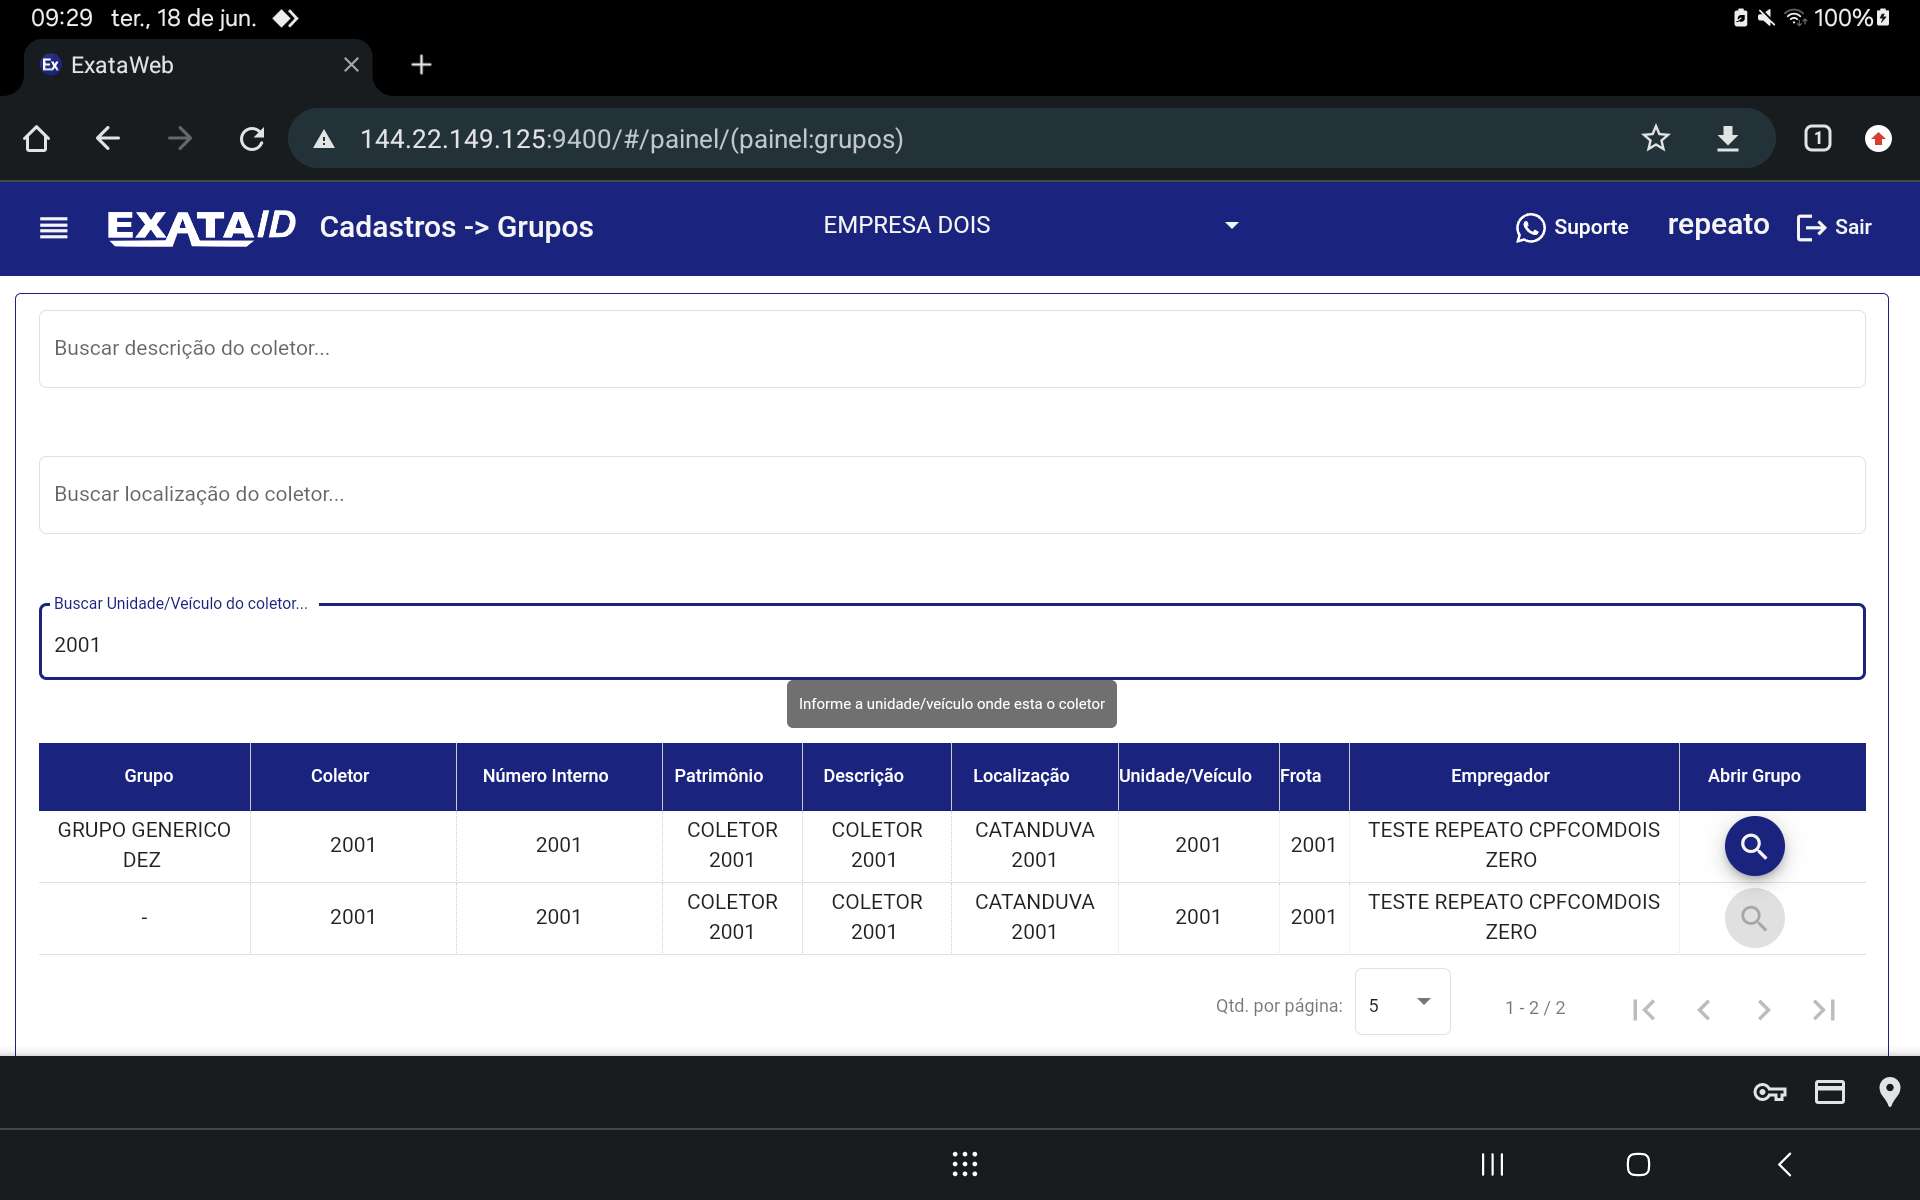 09:29 ter., 18 de jun. 100%
Ex ExataWeb
144.22.149.125:9400/#/painel/(painel:grupos) 1
EXATA/ID Cadastros -> Grupos EMPRESA DOIS Suporte repeato Sair
Buscar descrição do coletor...
Buscar localização do coletor...
Buscar Unidade/Veículo do coletor...
2001
Informe a unidade/veículo onde esta o coletor
Grupo Coletor Número Interno Patrimônio Descrição Localização Unidade/Veículo Frota Empregador Abrir Grupo
GRUPO GENERICO COLETOR COLETOR CATANDUVA TESTE REPEATO CPFCOMDOIS
2001 2001 2001 2001
DEZ 2001 2001 2001 ZERO
COLETOR COLETOR CATANDUVA TESTE REPEATO CPFCOMDOIS
- 2001 2001 2001 2001
2001 2001 2001 ZERO
Qtd. por página: 5 1 - 2 / 2